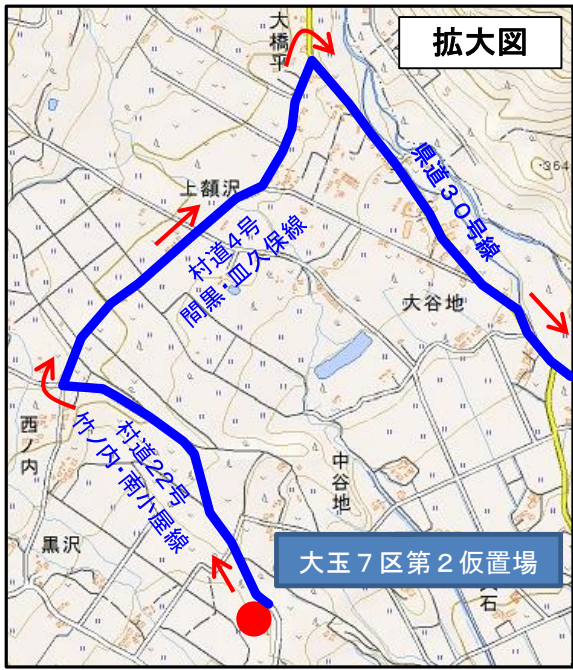 拡大図
大橋平
・364
県道30号線
上額沢
村道4号
間黒・皿久保線
大谷地
西ノ内
村道22号
竹ノ内・南小屋線
中谷地
黒沢
大玉7区第2仮置場
石